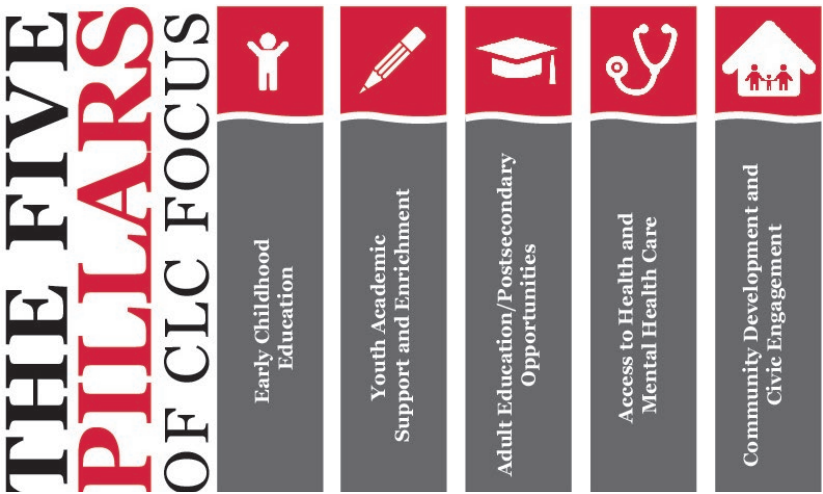 THE FIVE
PILLARS
OF CLC FOCUS
Early Childhood
Education
Youth Academic
Support and Enrichment
Adult Education/Postsecondary
Opportunities
Access to Health and
Mental Health Care
Community Development and
Civic Engagement